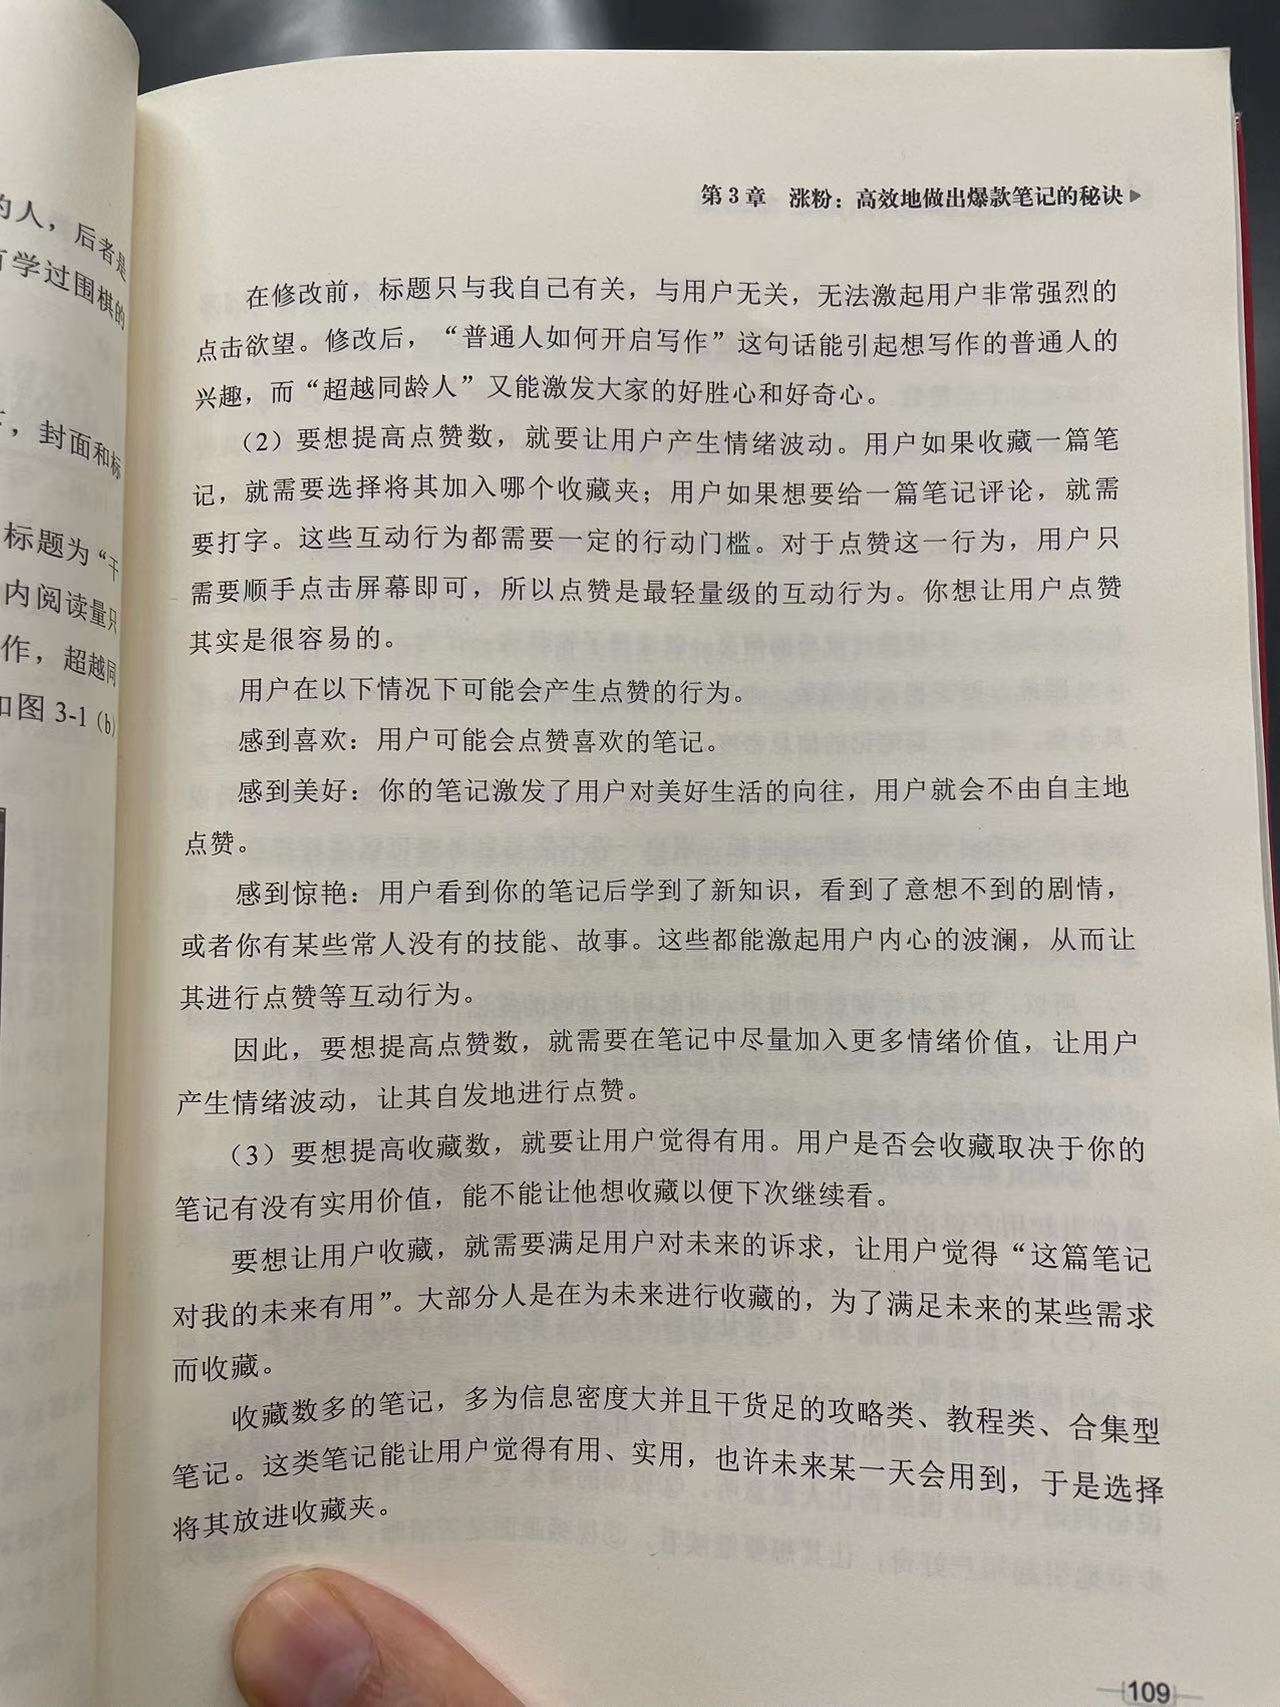 的人，后者是
学过围棋的
，封面和标
标题为“干
内阅读量只
作，超越同
如图 3-1（b）
第 3 章 涨粉：高效地做出爆款笔记的秘诀
在修改前，标题只与我自己有关，与用户无关，无法激起用户非常强烈的
点击欲望。修改后，“普通人如何开启写作”这句话能引起想写作的普通人的
兴趣，而“超越同龄人”又能激发大家的好胜心和好奇心。
（2）要想提高点赞数，就要让用户产生情绪波动。用户如果收藏一篇笔
记，就需要选择将其加入哪个收藏夹；用户如果想要给一篇笔记评论，就需
要打字。这些互动行为都需要一定的行动门槛。对于点赞这一行为，用户只
需要顺手点击屏幕即可，所以点赞是最轻量级的互动行为。你想让用户点赞
其实是很容易的。
用户在以下情况下可能会产生点赞的行为。
感到喜欢：用户可能会点赞喜欢的笔记。
感到美好：你的笔记激发了用户对美好生活的向往，用户就会不由自主地
点赞。
感到惊艳：用户看到你的笔记后学到了新知识，看到了意想不到的剧情，
或者你有某些常人没有的技能、故事。这些都能激起用户内心的波澜，从而让
其进行点赞等互动行为。
因此，要想提高点赞数，就需要在笔记中尽量加入更多情绪价值，让用户
产生情绪波动，让其自发地进行点赞。
（3）要想提高收藏数，就要让用户觉得有用。用户是否会收藏取决于你的
笔记有没有实用价值，能不能让他想收藏以便下次继续看。
要想让用户收藏，就需要满足用户对未来的诉求，让用户觉得“这篇笔记
对我的未来有用”。大部分人是在为未来进行收藏的，为了满足未来的某些需求
而收藏。
收藏数多的笔记，多为信息密度大并且干货足的攻略类、教程类、合集型
笔记。这类笔记能让用户觉得有用、实用，也许未来某一天会用到，于是选择
将其放进收藏夹。
109